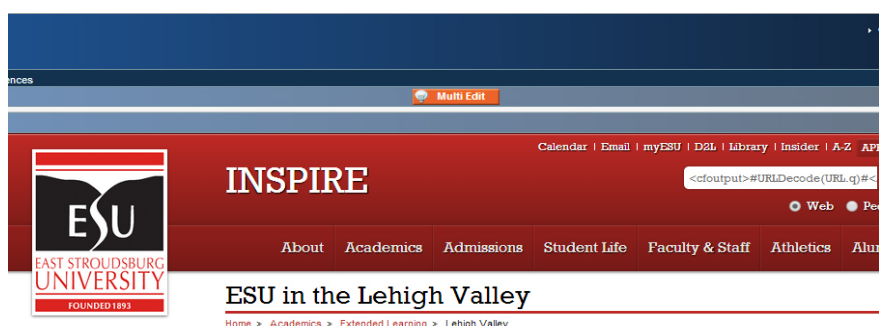 ences
Multi Edit
Calendar | Email | myESU | D2L | Library | Insider | A-Z
INSPIRE
<cfoutput>#URLDecode(URL.q)#<
Web
ESU
EAST STROUDSBURG
UNIVERSITY
FOUNDED 1893
About Academics Admissions Student Life Faculty & Staff Athletics
ESU in the Lehigh Valley
Home > Academics > Extended Learning > Lehigh Valley